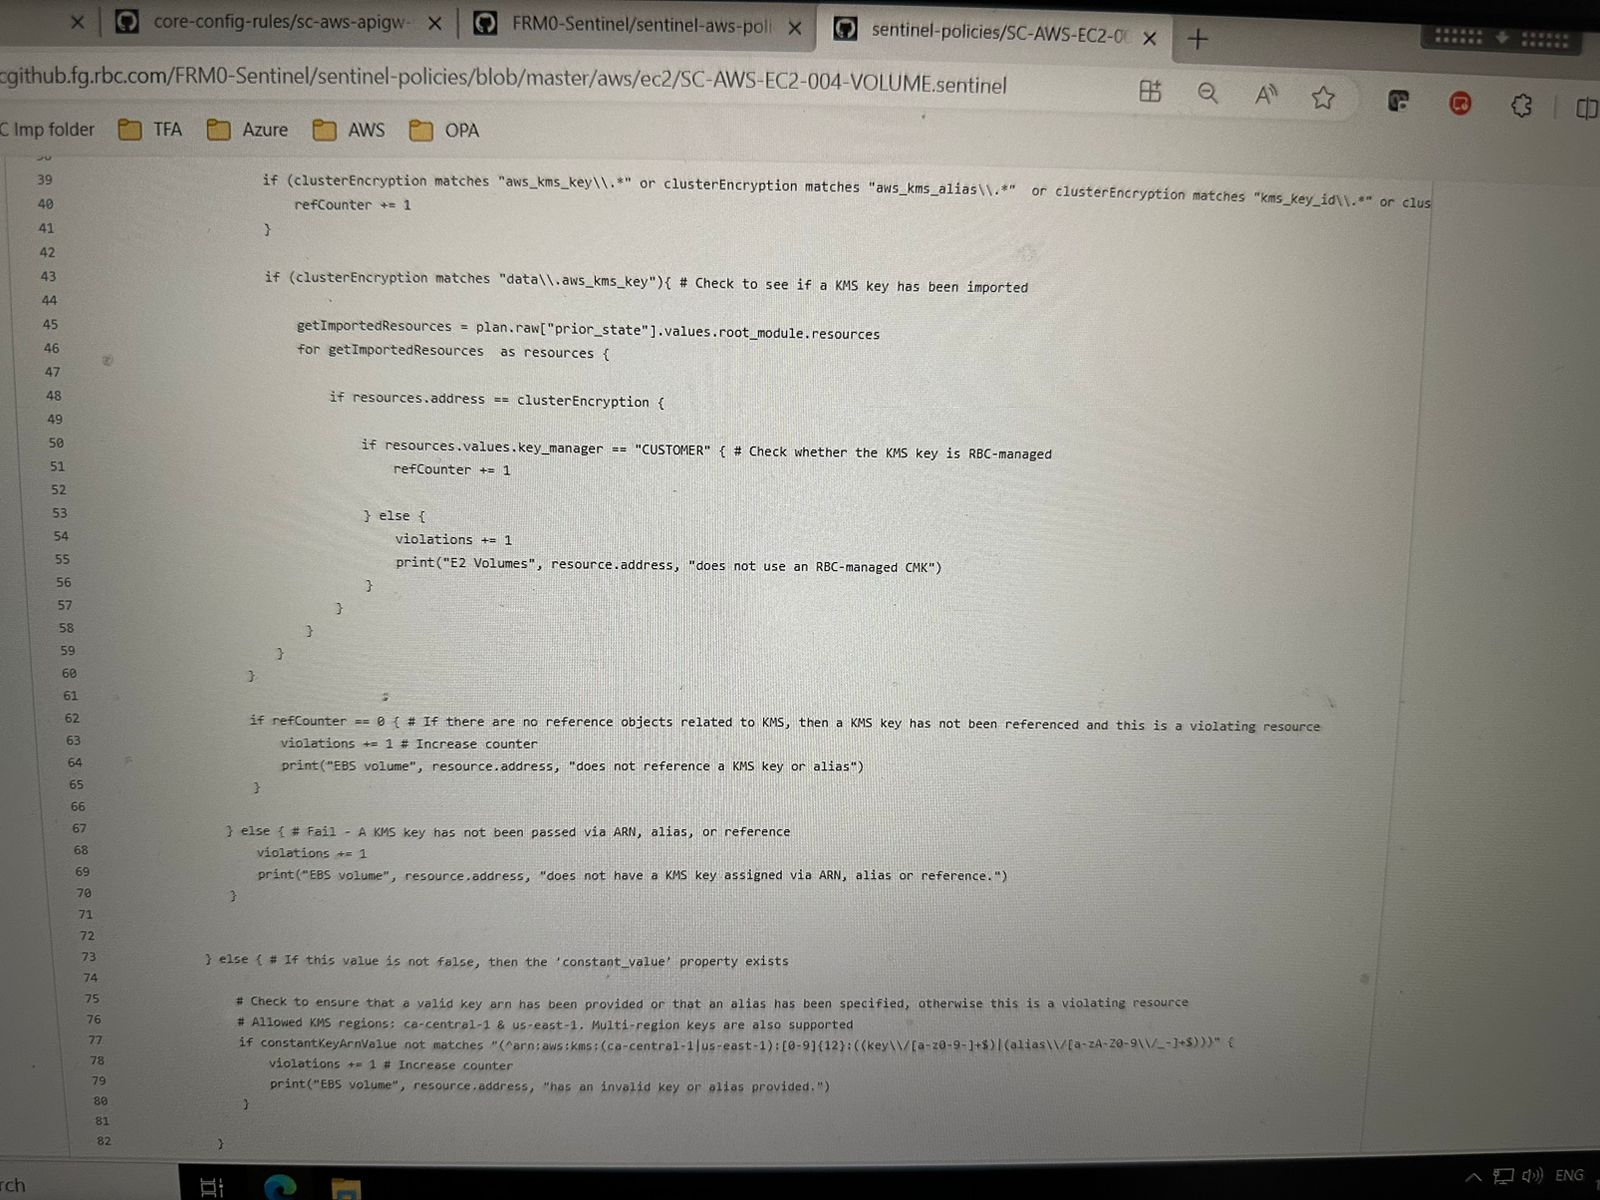 core-config-rules/sc-aws-apigw-
FRM0-Sentinel/sentinel-aws-poli
sentinel-policies/SC-AWS-EC2-00
cgithub.fg.rbc.com/FRM0-Sentinel/sentinel-policies/blob/master/aws/ec2/SC-AWS-EC2-004-VOLUME.sentinel
C Imp folder TFA Azure AWS OPA
39 if (clusterEncryption matches "aws_kms_key\\.*" or clusterEncryption matches "aws_kms_alias\\.*" or clusterEncryption matches "kms_key_id\\.*" or clus
40 refCounter += 1
41 }
42
43 if (clusterEncryption matches "data\\.aws_kms_key"){ # Check to see if a KMS key has been imported
44
45 getImportedResources = plan.raw["prior_state"].values.root_module.resources
46 for getImportedResources as resources {
47
48 if resources.address == clusterEncryption {
49
50 if resources.values.key_manager == "CUSTOMER" { # Check whether the KMS key is RBC-managed
51 refCounter += 1
52
53 } else {
54 violations += 1
55 print("E2 Volumes", resource.address, "does not use an RBC-managed CMK")
56 }
57 }
58 }
59 }
60 }
61
62 if refCounter == 0 { # If there are no reference objects related to KMS, then a KMS key has not been referenced and this is a violating resource
63 violations += 1 # Increase counter
64 print("EBS volume", resource.address, "does not reference a KMS key or alias")
65 }
66
67 } else { # Fail - A KMS key has not been passed via ARN, alias, or reference
68 violations += 1
69 print("EBS volume", resource.address, "does not have a KMS key assigned via ARN, alias or reference.")
70 }
71
72
73 } else { # If this value is not false, then the 'constant_value' property exists
74
75 # Check to ensure that a valid key arn has been provided or that an alias has been specified, otherwise this is a violating resource
76 # Allowed KMS regions: ca-central-1 & us-east-1. Multi-region keys are also supported
77 if constantKeyArnValue not matches "(^arn:aws:kms:(ca-central-1|us-east-1):[0-9]{12}:((key\\/[a-z0-9-]+$)|(alias\\/[a-zA-Z0-9\\/_-]+$)))" {
78 violations += 1 # Increase counter
79 print("EBS volume", resource.address, "has an invalid key or alias provided.")
80 }
81
82 }
rch
ENG